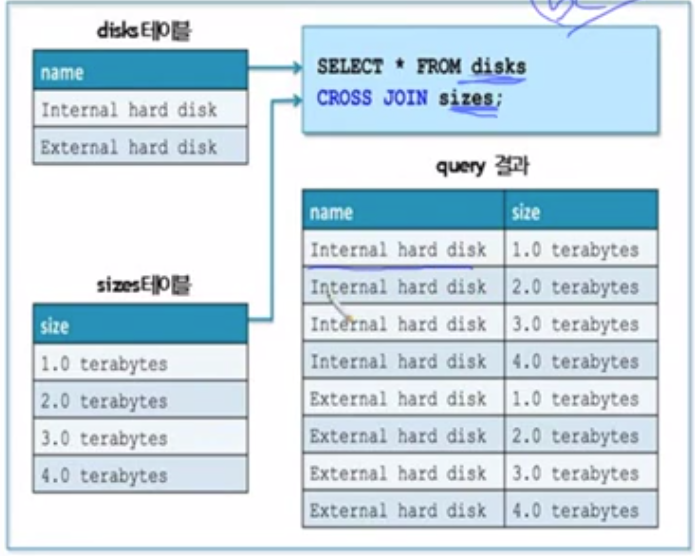 disks테이블
name
Internal hard disk
External hard disk
SELECT * FROM disks
CROSS JOIN sizes;
sizes테이블
size
1.0 terabytes
2.0 terabytes
3.0 terabytes
4.0 terabytes
query 결과
name size
Internal hard disk 1.0 terabytes
Internal hard disk 2.0 terabytes
Internal hard disk 3.0 terabytes
Internal hard disk 4.0 terabytes
External hard disk 1.0 terabytes
External hard disk 2.0 terabytes
External hard disk 3.0 terabytes
External hard disk 4.0 terabytes